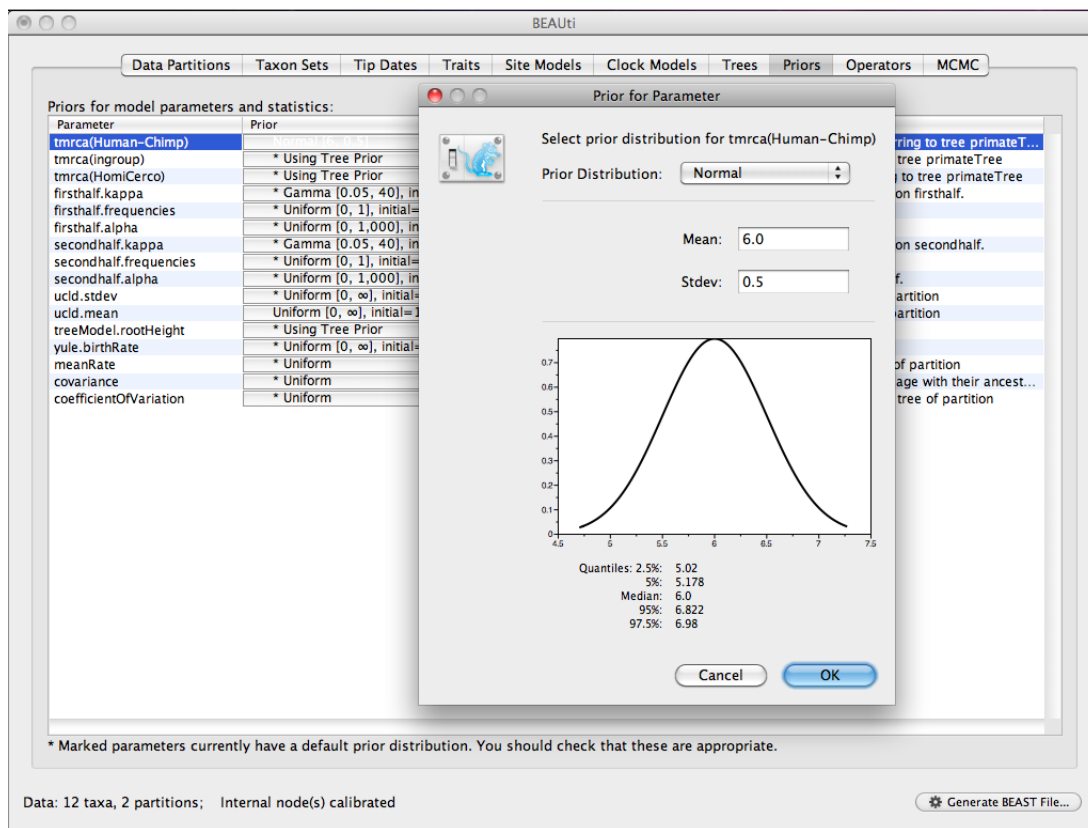 BEAUti
Data Partitions Taxon Sets Tip Dates Traits Site Models Clock Models Trees Priors Operators MCMC
Priors for model parameters and statistics:
Parameter Prior
tmrca(Human-Chimp) Normal [6, 0.5] rring to tree primateT...
tmrca(ingroup) * Using Tree Prior tree primateTree
tmrca(HomiCerco) * Using Tree Prior to tree primateTree
firsthalf.kappa * Gamma [0.05, 40], in on firsthalf.
firsthalf.frequencies * Uniform [0, 1], initial=
firsthalf.alpha * Uniform [0, 1,000], in
secondhalf.kappa * Gamma [0.05, 40], in on secondhalf.
secondhalf.frequencies * Uniform [0, 1], initial=
secondhalf.alpha * Uniform [0, 1,000], in f.
ucld.stdev * Uniform [0, ∞], initial= artition
ucld.mean Uniform [0, ∞], initial=1 artition
treeModel.rootHeight * Using Tree Prior
yule.birthRate * Uniform [0, ∞], initial=
meanRate * Uniform of partition
covariance * Uniform age with their ancest...
coefficientOfVariation * Uniform tree of partition
Prior for Parameter
Select prior distribution for tmrca(Human-Chimp)
Prior Distribution: Normal
Mean: 6.0
Stdev: 0.5
0.7
0.6
0.5
0.4
0.3
0.2
0.1
0
4.5 5 5.5 6 6.5 7 7.5
Quantiles: 2.5%: 5.02
5%: 5.178
Median: 6.0
95%: 6.822
97.5%: 6.98
Cancel OK
* Marked parameters currently have a default prior distribution. You should check that these are appropriate.
Data: 12 taxa, 2 partitions; Internal node(s) calibrated
Generate BEAST File...